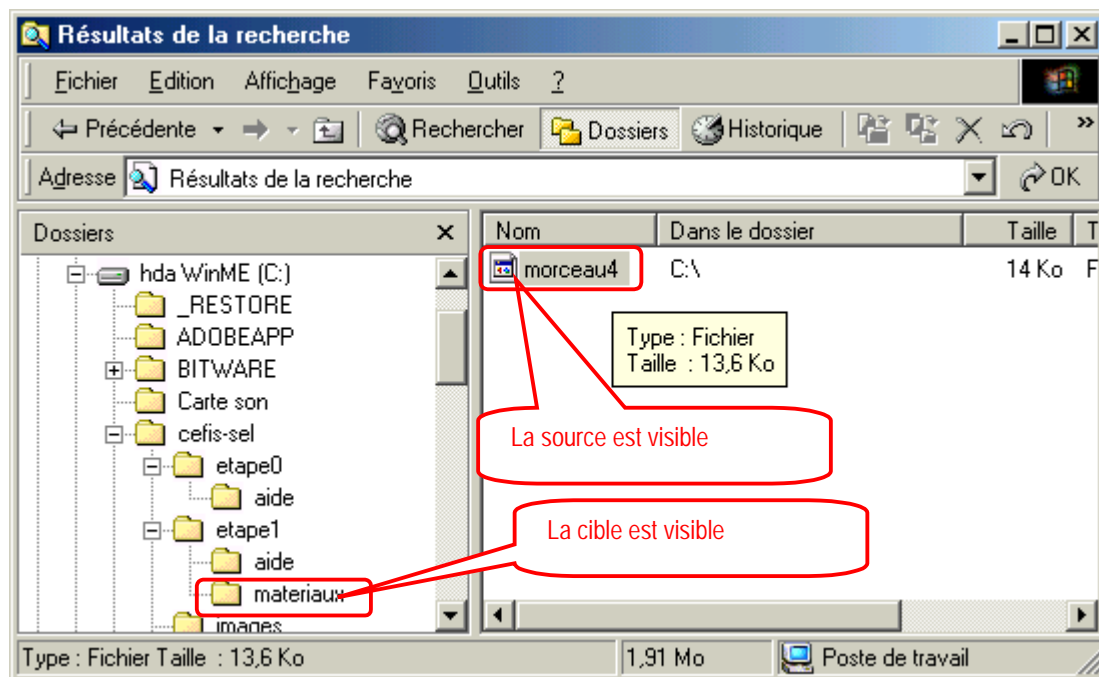 Résultats de la recherche
Fichier Edition Affichage Favoris Outils ?
Précédente Rechercher Dossiers Historique »
Adresse Résultats de la recherche OK
Dossiers Nom Dans le dossier Taille T
hda WinME (C:) morceau4 C:\ 14 Ko F
_RESTORE
ADOBEAPP Type : Fichier
BITWARE Taille : 13,6 Ko
Carte son
cefis-sel La source est visible
etape0
aide
etape1 La cible est visible
aide
materiaux
images
Type : Fichier Taille : 13,6 Ko 1,91 Mo Poste de travail